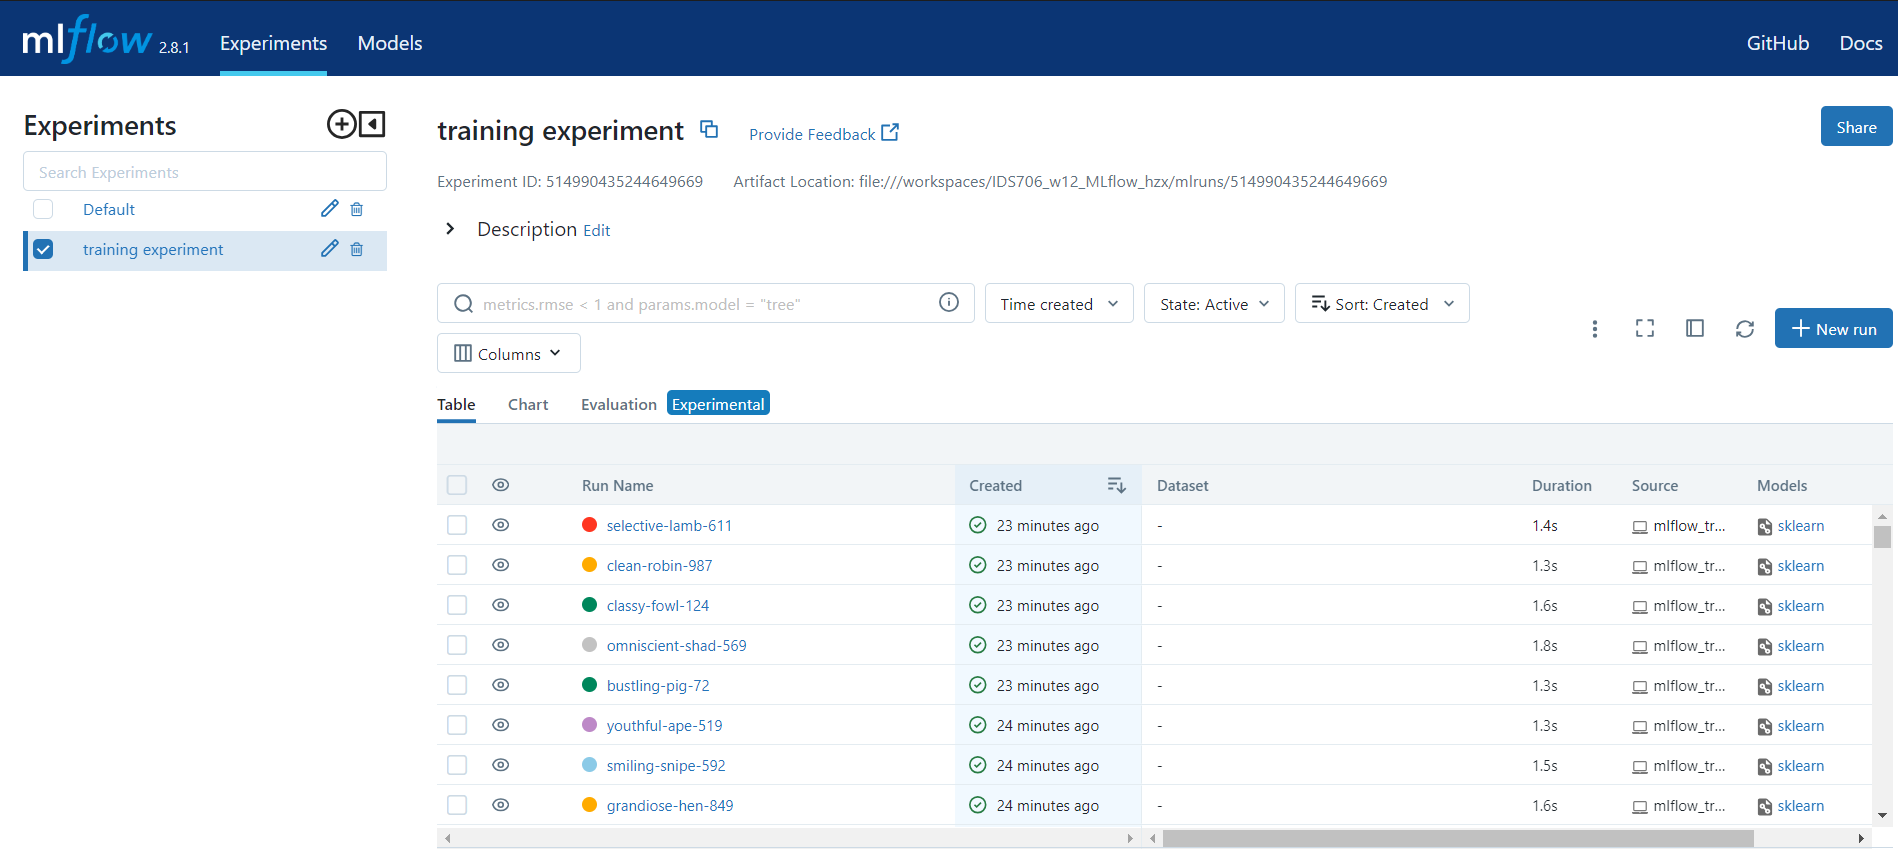 mlflow 2.8.1 Experiments Models GitHub Docs
Experiments
Search Experiments
Default
training experiment
training experiment Provide Feedback Share
Experiment ID: 514990435244649669 Artifact Location: file:///workspaces/IDS706_w12_MLflow_hzx/mlruns/514990435244649669
Description Edit
metrics.rmse < 1 and params.model = "tree" Time created State: Active Sort: Created
New run
Columns
Table Chart Evaluation Experimental
Run Name Created Dataset Duration Source Models
selective-lamb-611 23 minutes ago - 1.4s mlflow_tr... sklearn
clean-robin-987 23 minutes ago - 1.3s mlflow_tr... sklearn
classy-fowl-124 23 minutes ago - 1.6s mlflow_tr... sklearn
omniscient-shad-569 23 minutes ago - 1.8s mlflow_tr... sklearn
bustling-pig-72 23 minutes ago - 1.3s mlflow_tr... sklearn
youthful-ape-519 24 minutes ago - 1.3s mlflow_tr... sklearn
smiling-snipe-592 24 minutes ago - 1.5s mlflow_tr... sklearn
grandiose-hen-849 24 minutes ago - 1.6s mlflow_tr... sklearn